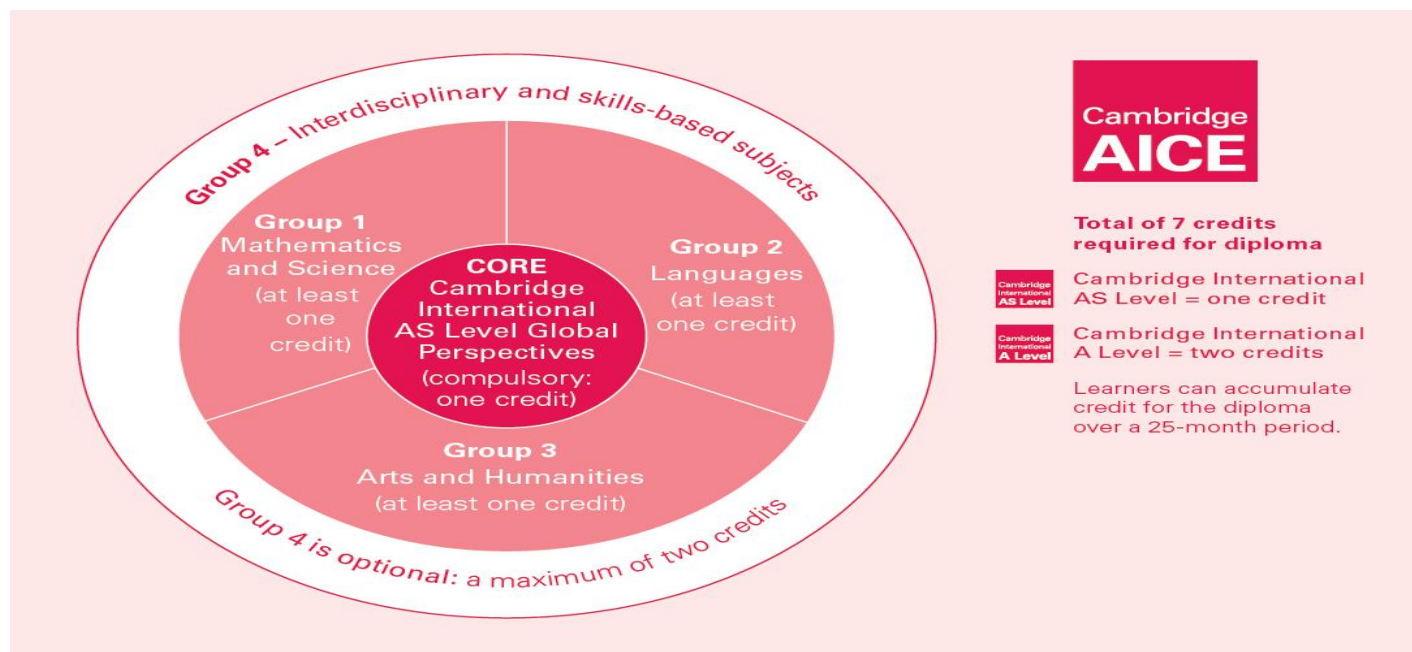 Group 4 – Interdisciplinary and skills-based subjects
Group 1
Mathematics
and Science
(at least
one
credit)
Group 2
Languages
(at least
one credit)
CORE
Cambridge
International
AS Level Global
Perspectives
(compulsory:
one credit)
Group 3
Arts and Humanities
(at least one credit)
Group 4 is optional: a maximum of two credits
Cambridge
AICE
Total of 7 credits
required for diploma
Cambridge
International
AS Level
Cambridge International
AS Level = one credit
Cambridge
International
A Level
Cambridge International
A Level = two credits
Learners can accumulate
credit for the diploma
over a 25-month period.